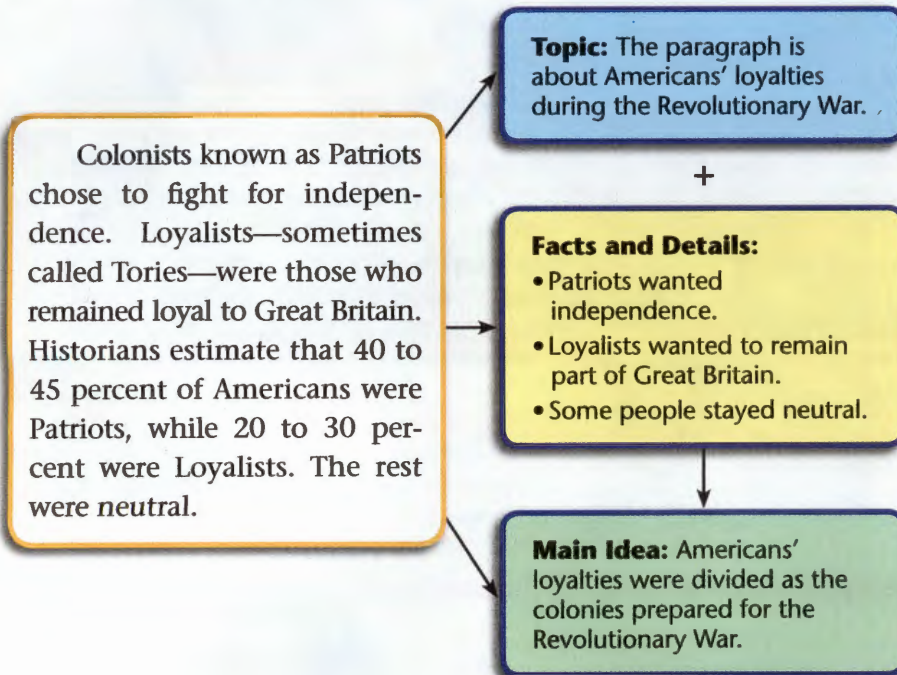 Colonists known as Patriots
chose to fight for indepen-
dence. Loyalists—sometimes
called Tories—were those who
remained loyal to Great Britain.
Historians estimate that 40 to
45 percent of Americans were
Patriots, while 20 to 30 per-
cent were Loyalists. The rest
were neutral.
Topic: The paragraph is
about Americans' loyalties
during the Revolutionary War.
+
Facts and Details:
• Patriots wanted
independence.
• Loyalists wanted to remain
part of Great Britain.
• Some people stayed neutral.
Main Idea: Americans'
loyalties were divided as the
colonies prepared for the
Revolutionary War.